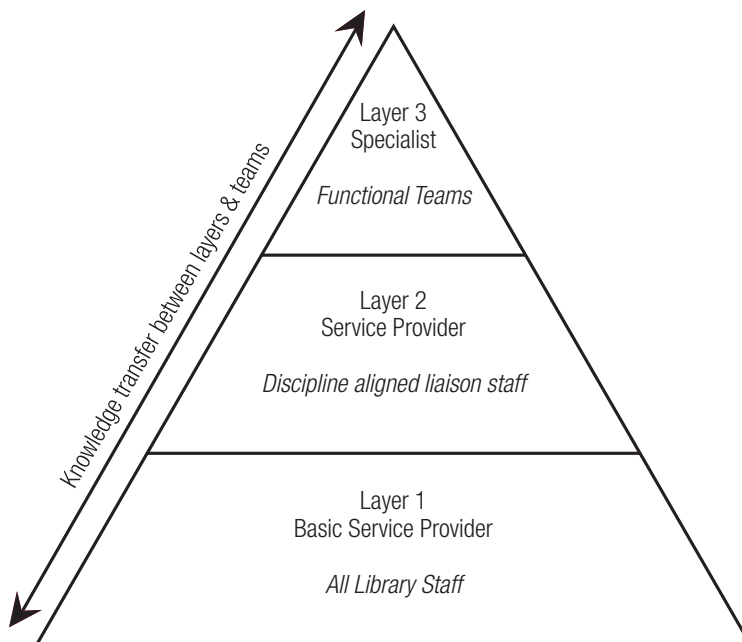 Knowledge transfer between layers & teams
Layer 3
Specialist
Functional Teams
Layer 2
Service Provider
Discipline aligned liaison staff
Layer 1
Basic Service Provider
All Library Staff